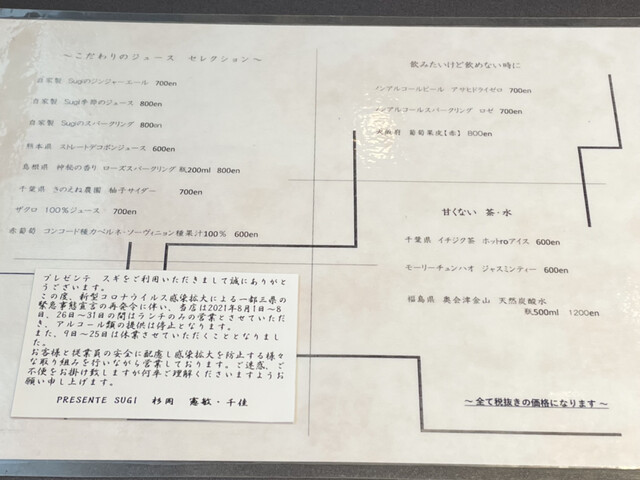 ～こだわりのジュース　セレクション～
自家製　Sugiのジンジャーエール　700en
自家製　Sugi季節のジュース　800en
自家製　Sugiのスパークリング　800en
熊本県　ストレートデコポンジュース　600en
島根県　神紅の香り　ローズスパークリング 瓶200ml　800en
千葉県　きのえね農園　柚子サイダー　700en
ザクロ　100%ジュース　700en
赤葡萄　コンコード種カベルネ・ソーヴィニョン種果汁100%　600en
飲みたいけど飲めない時に
ノンアルコールビール　アサヒドライゼロ　700en
ノンアルコールスパークリング　ロゼ　700en
大阪府　葡萄果皮【赤】　800en
甘くない　茶・水
千葉県　イチジク茶　ホットroアイス　600en
モーリーチュンハオ　ジャスミンティー　600en
福島県　奥会津金山　天然炭酸水
瓶500ml　1200en
～全て税抜きの価格になります～
プレゼンテ　スギをご利用いただきまして誠にありがと
うございます。
この度、新型コロナウイルス感染拡大による一都三県の
緊急事態宣言の再発令に伴い、当店は2021年8月1日～8
日、26日～31日の間はランチのみの営業とさせていただ
き、アルコール類の提供は停止となります。
また、9日～25日は休業させていただくこととなりまし
た。
お客様と従業員の安全に配慮し感染拡大を防止する様々
な取り組みを行いながら営業しております。ご迷惑、ご
不便をお掛け致しますが何卒ご理解くださいますようお
願い申し上げます。
PRESENTE SUGI　杉岡　憲敏・千佳